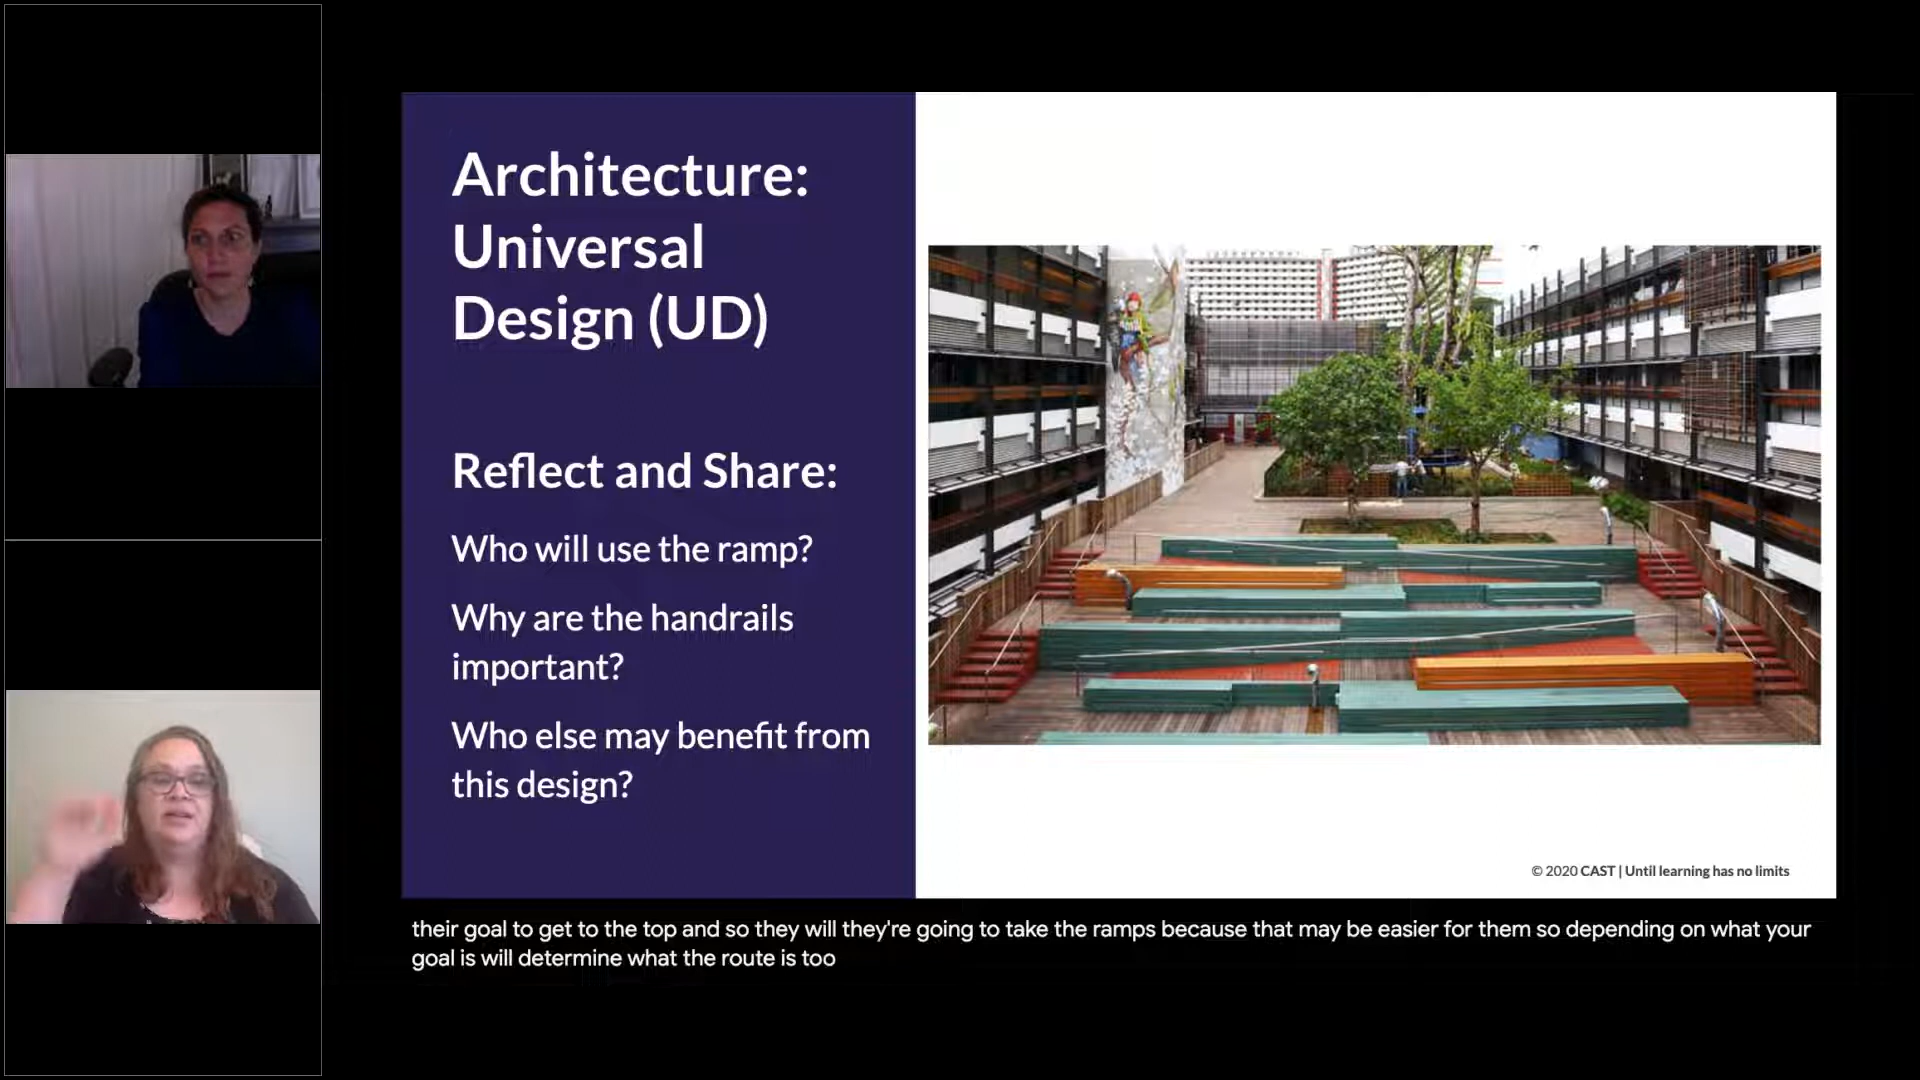 Architecture:
Universal
Design (UD)
Reflect and Share:
Who will use the ramp?
Why are the handrails
important?
Who else may benefit from
this design?
© 2020 CAST | Until learning has no limits
their goal to get to the top and so they will they're going to take the ramps because that may be easier for them so depending on what your
goal is will determine what the route is too